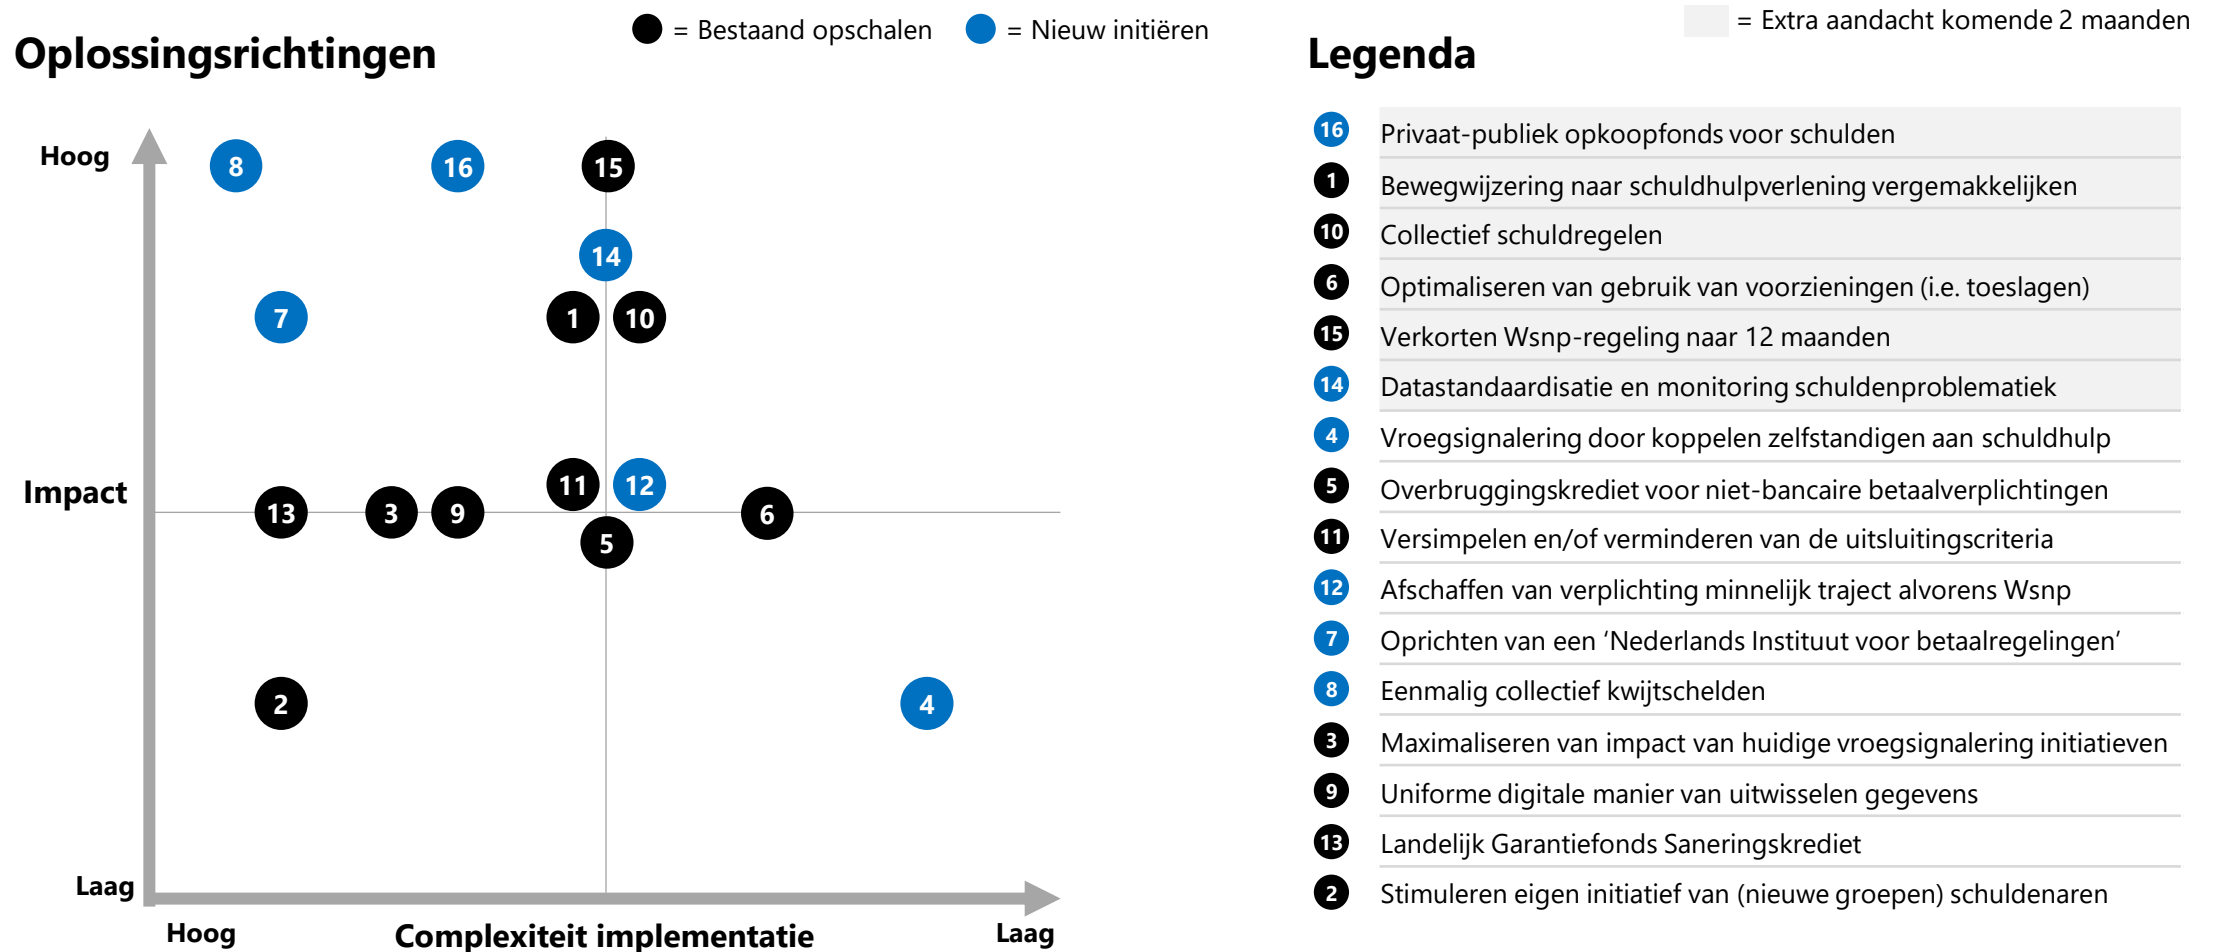 = Bestaand opschalen
= Nieuw initiëren
= Extra aandacht komende 2 maanden
Oplossingsrichtingen
Legenda
Hoog
8
16
15
14
7
1
10
Impact
11
12
13
3
9
5
6
2
4
Laag
Hoog
Complexiteit implementatie
Laag
16 Privaat-publiek opkoopfonds voor schulden
1 Bewegwijzering naar schuldhulpverlening vergemakkelijken
10 Collectief schuldregelen
6 Optimaliseren van gebruik van voorzieningen (i.e. toeslagen)
15 Verkorten Wsnp-regeling naar 12 maanden
14 Datastandaardisatie en monitoring schuldenproblematiek
4 Vroegsignalering door koppelen zelfstandigen aan schuldhulp
5 Overbruggingskrediet voor niet-bancaire betaalverplichtingen
11 Versimpelen en/of verminderen van de uitsluitingscriteria
12 Afschaffen van verplichting minnelijk traject alvorens Wsnp
7 Oprichten van een ‘Nederlands Instituut voor betaalregelingen’
8 Eenmalig collectief kwijtschelden
3 Maximaliseren van impact van huidige vroegsignalering initiatieven
9 Uniforme digitale manier van uitwisselen gegevens
13 Landelijk Garantiefonds Saneringskrediet
2 Stimuleren eigen initiatief van (nieuwe groepen) schuldenaren